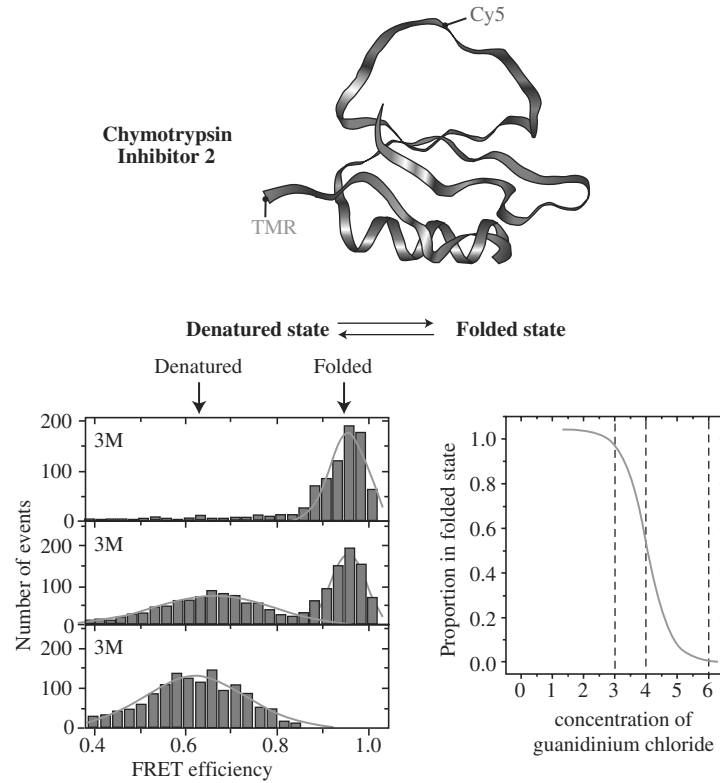 Cy5
Chymotrypsin
Inhibitor 2
TMR
Denatured state
Folded state
Denatured
Folded
200
3M
100
0
200
3M
100
0
200
3M
100
0
0.4
0.6
0.8
1.0
Number of events
FRET efficiency
1.0
0.8
0.6
0.4
0.2
0.0
Proportion in folded state
0 1 2 3 4 5 6
concentration of
guanidinium chloride